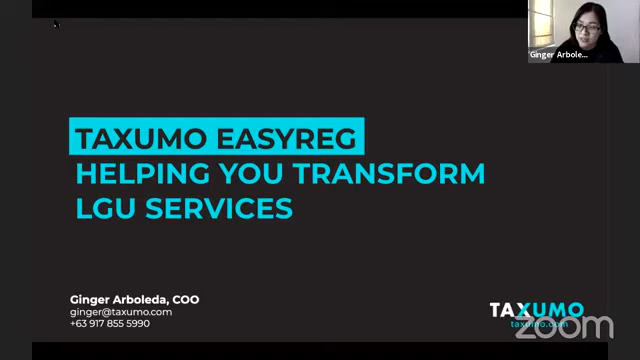 Ginger Arbole...
TAXUMO EASYREG
HELPING YOU TRANSFORM
LGU SERVICES
Ginger Arboleda, COO
ginger@taxumo.com
+63 917 855 5990
TAXUMO
taxumo.com
zoom